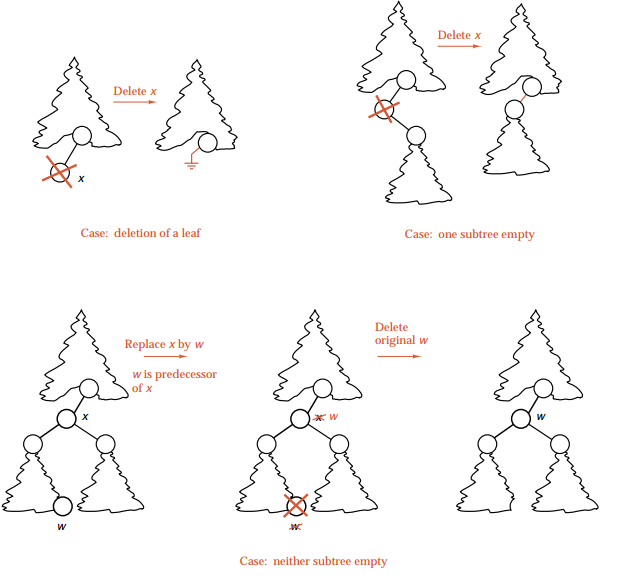 Delete x
x
Case: deletion of a leaf
Delete x
Case: one subtree empty
Replace x by w
w is predecessor
of x
x
w
Delete
original w
x w
w
w
Case: neither subtree empty